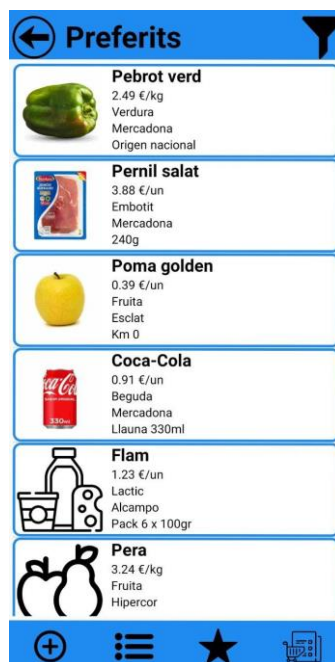 Preferits
Pebrot verd
2.49 €/kg
Verdura
Mercadona
Origen nacional
Pernil salat
3.88 €/un
Embotit
Mercadona
240g
Poma golden
0.39 €/un
Fruita
Esclat
Km 0
Coca-Cola
0.91 €/un
Beguda
Mercadona
Llauna 330ml
330ml
Flam
1.23 €/un
Lactic
Alcampo
Pack 6 x 100gr
Pera
3.24 €/kg
Fruita
Hipercor